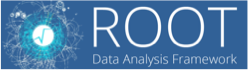 ROOT
Data Analysis Framework